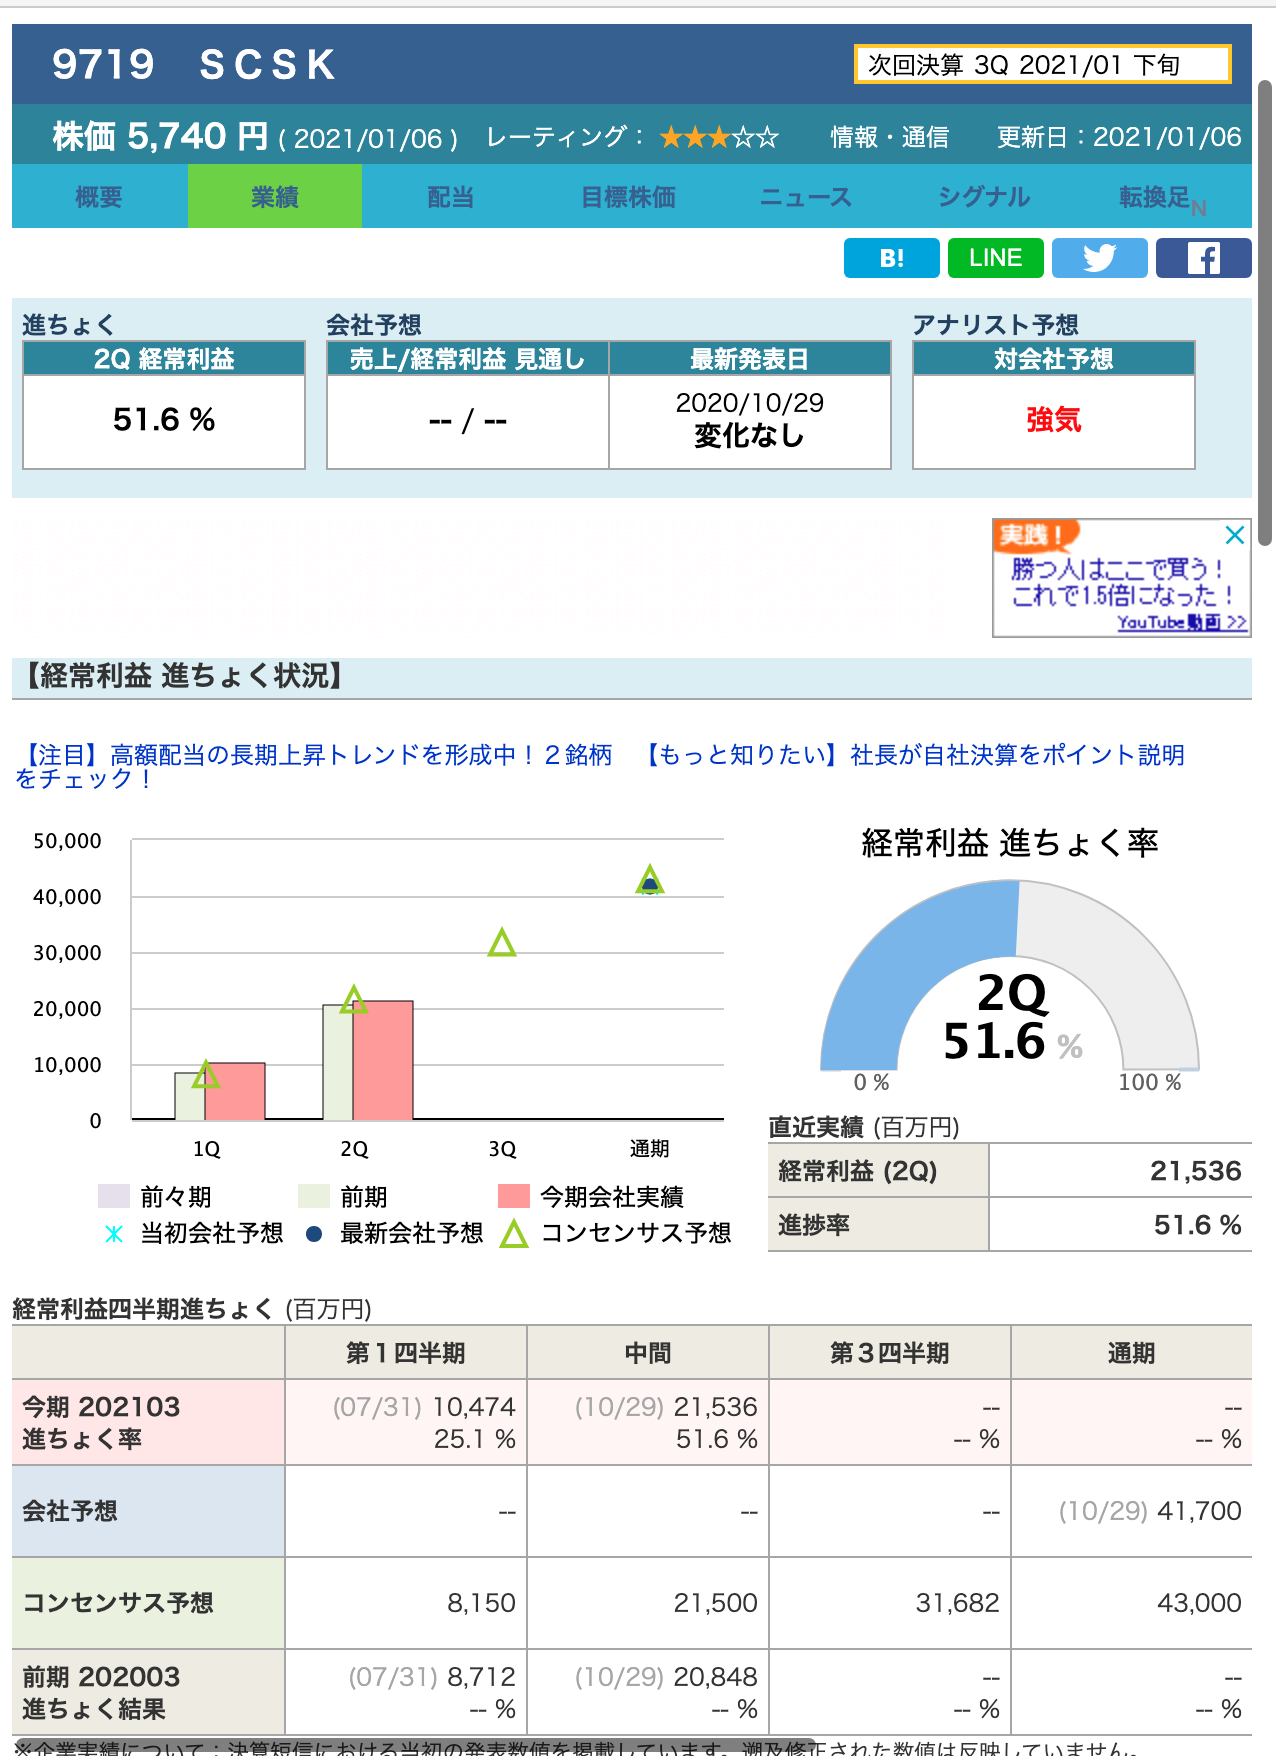 9719 SCSK
次回決算 3Q 2021/01 下旬
株価 5,740 円 ( 2021/01/06 ) レーティング： ★★★☆☆ 情報・通信 更新日：2021/01/06
概要 業績 配当 目標株価 ニュース シグナル 転換足N
B! LINE
進ちょく 会社予想 アナリスト予想
2Q 経常利益 売上/経常利益 見通し 最新発表日 対会社予想
51.6 % -- / -- 2020/10/29 強気
変化なし
実践！
勝つ人はここで買う！
これで1.5倍になった！
YouTube動画 >>
【経常利益 進ちょく状況】
【注目】高額配当の長期上昇トレンドを形成中！２銘柄をチェック！
【もっと知りたい】社長が自社決算をポイント説明
50,000
40,000
30,000
20,000
10,000
0
1Q 2Q 3Q 通期
前々期 前期 今期会社実績
当初会社予想 最新会社予想 コンセンサス予想
経常利益 進ちょく率
2Q
51.6 %
0 % 100 %
直近実績 (百万円)
経常利益 (2Q) 21,536
進捗率 51.6 %
経常利益四半期進ちょく (百万円)
第１四半期 中間 第３四半期 通期
今期 202103 (07/31) 10,474 (10/29) 21,536 -- --
進ちょく率 25.1 % 51.6 % -- % -- %
会社予想 -- -- -- (10/29) 41,700
コンセンサス予想 8,150 21,500 31,682 43,000
前期 202003 (07/31) 8,712 (10/29) 20,848 -- --
進ちょく結果 -- % -- % -- % -- %
※企業実績について：決算短信における当初の発表数値を掲載しています。遡及修正された数値は反映していません。